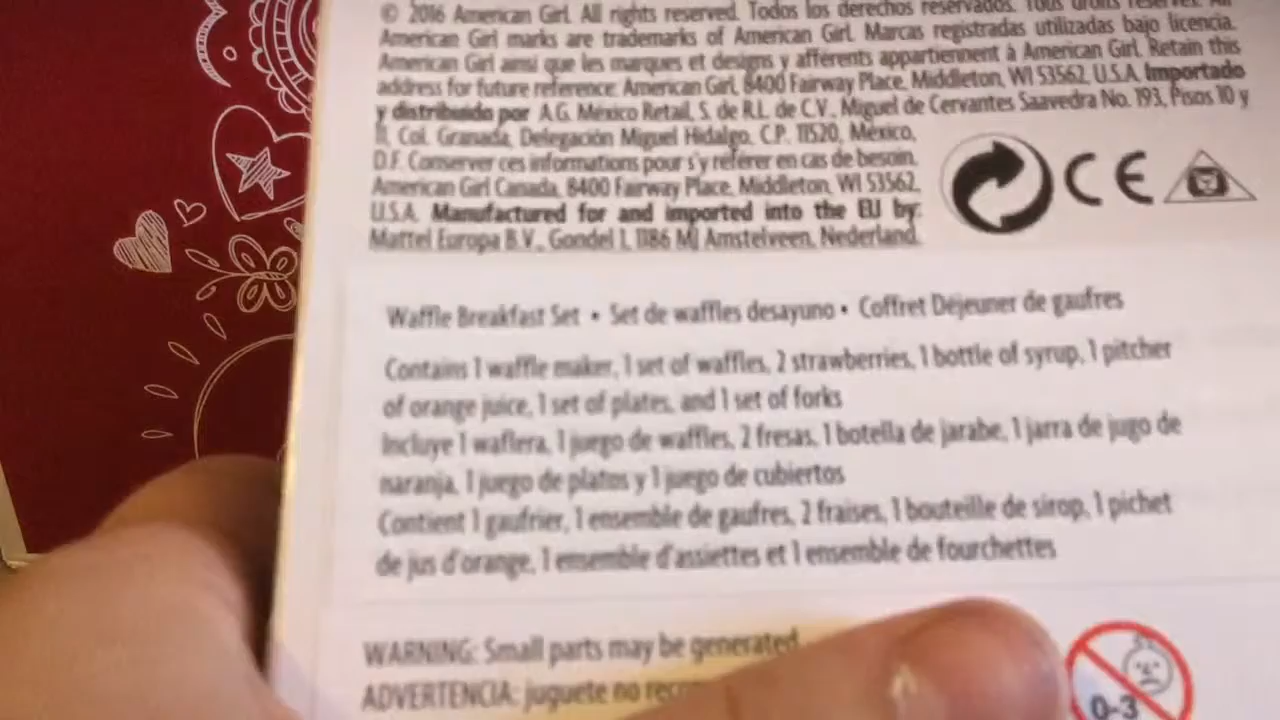 © 2016 American Girl. All rights reserved. Todos los derechos reservados. Tous droits réservés. All
American Girl marks are trademarks of American Girl. Marcas registradas utilizadas bajo licencia.
American Girl ainsi que les marques et designs y afférents appartiennent à American Girl. Retain this
address for future reference: American Girl, 8400 Fairway Place, Middleton, WI 53562, U.S.A. Importado
y distribuido por A.G. México Retail, S. de R.L. de C.V., Miguel de Cervantes Saavedra No. 193, Pisos 10 y
11, Col. Granada, Delegación Miguel Hidalgo, C.P. 11520, México,
D.F. Conserver ces informations pour s'y référer en cas de besoin.
American Girl Canada, 8400 Fairway Place, Middleton, WI 53562,
U.S.A. Manufactured for and imported into the EU by:
Mattel Europa B.V., Gondel 1, 1186 MJ Amstelveen, Nederland.
CE
Waffle Breakfast Set • Set de waffles desayuno • Coffret Déjeuner de gaufres
Contains 1 waffle maker, 1 set of waffles, 2 strawberries, 1 bottle of syrup, 1 pitcher
of orange juice, 1 set of plates, and 1 set of forks
Incluye 1 waflera, 1 juego de waffles, 2 fresas, 1 botella de jarabe, 1 jarra de jugo de
naranja, 1 juego de platos y 1 juego de cubiertos
Contient 1 gaufrier, 1 ensemble de gaufres, 2 fraises, 1 bouteille de sirop, 1 pichet
de jus d'orange, 1 ensemble d'assiettes et 1 ensemble de fourchettes
WARNING: Small parts may be generated.
ADVERTENCIA: juguete no
0-3